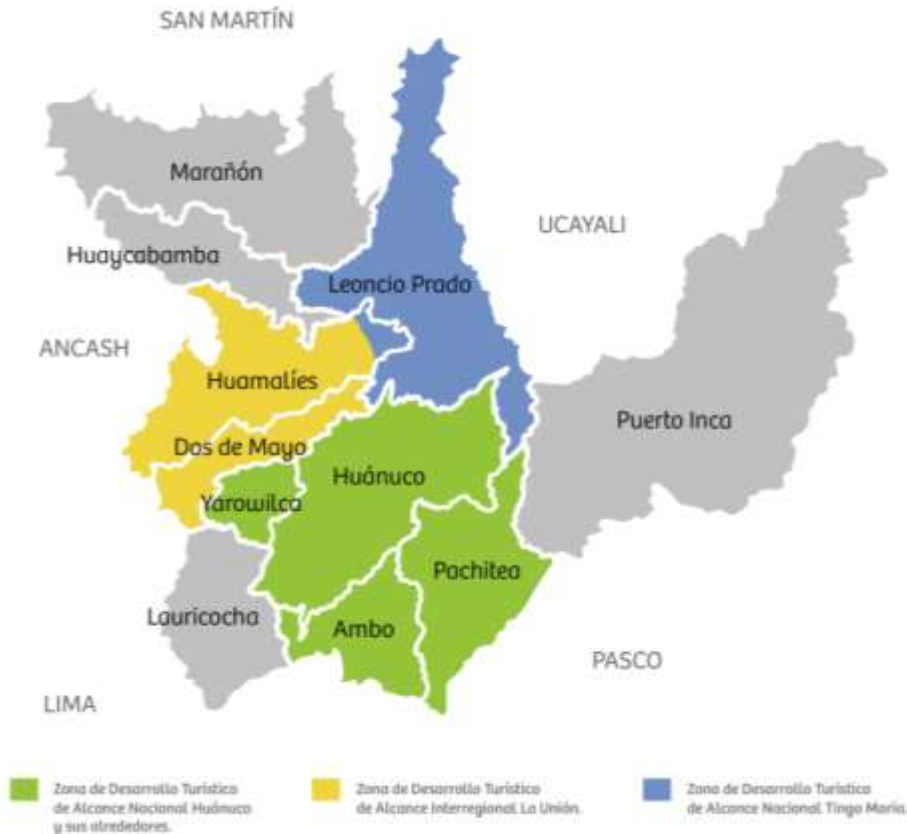 SAN MARTÍN
Marañón
UCAYALI
Huaycabamba
Leoncio Prado
ANCASH
Huamalíes
Puerto Inca
Dos de Mayo
Huánuco
Yarowilca
Pachitea
Lauricocha
Ambo
PASCO
LIMA
Zona de Desarrollo Turístico
de Alcance Nacional Huánuco
y sus alrededores.
Zona de Desarrollo Turístico
de Alcance Interregional La Unión.
Zona de Desarrollo Turístico
de Alcance Nacional Tingo María.